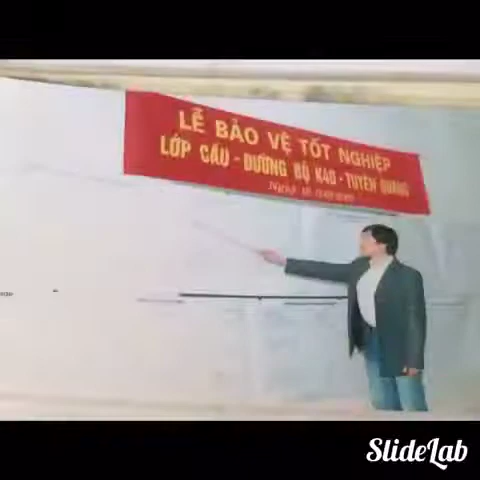 LỄ BẢO VỆ TỐT NGHIỆP
LỚP CẦU - ĐƯỜNG BỘ K40 - TUYÊN QUANG
SlideLab